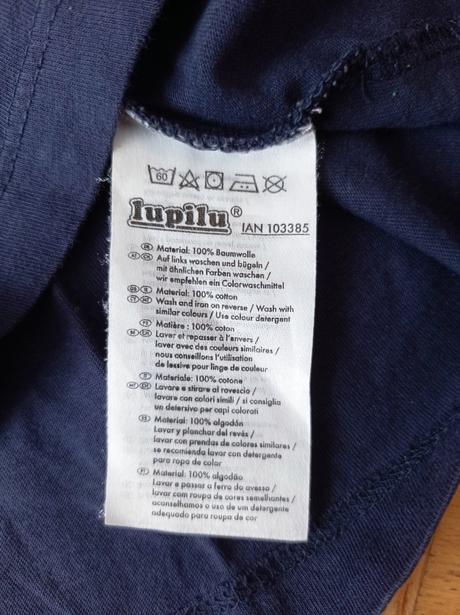 60
lupilu® IAN 103385
Material: 100% Baumwolle
Auf links waschen und bügeln /
mit ähnlichen Farben waschen /
wir empfehlen ein Colorwaschmittel
Material: 100% cotton
Wash and iron on reverse / Wash with
similar colours / Use colour detergent
Matière : 100% coton
Laver et repasser à l'envers /
laver avec des couleurs similaires /
nous conseillons l'utilisation
de lessive pour linge de couleur
Materiale: 100% cotone
Lavare e stirare al rovescio /
lavare con colori simili / si consiglia
un detersivo per capi colorati
Material: 100% algodón
Lavar y planchar del revés /
lavar con prendas de colores similares /
se recomienda lavar con detergente
para ropa de color
Material: 100% algodão
Lavar e passar a ferro do avesso /
lavar com roupa de cores semelhantes /
aconselhamos o uso de um detergente
adequado para roupa de cor